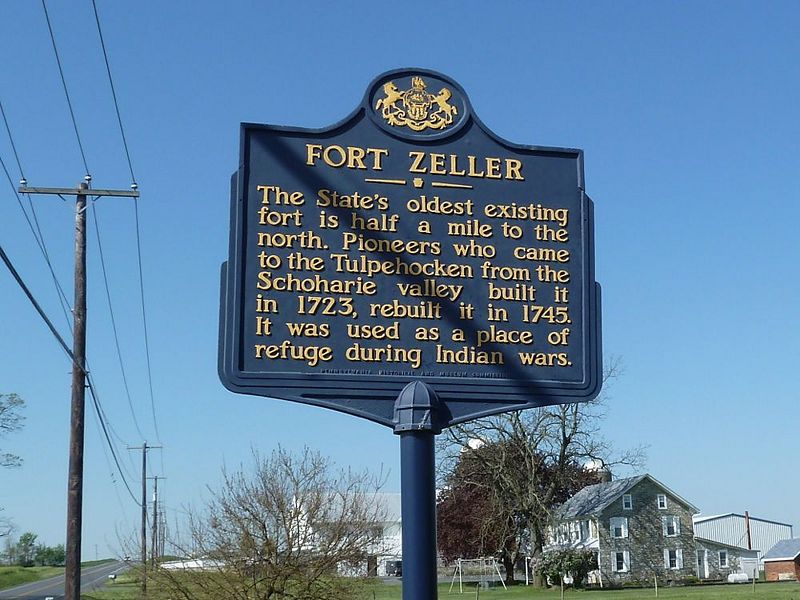 FORT ZELLER
The State's oldest existing
fort is half a mile to the
north. Pioneers who came
to the Tulpehocken from the
Schoharie valley built it
in 1723, rebuilt it in 1745.
It was used as a place of
refuge during Indian wars.
PENNSYLVANIA HISTORICAL AND MUSEUM COMMISSION